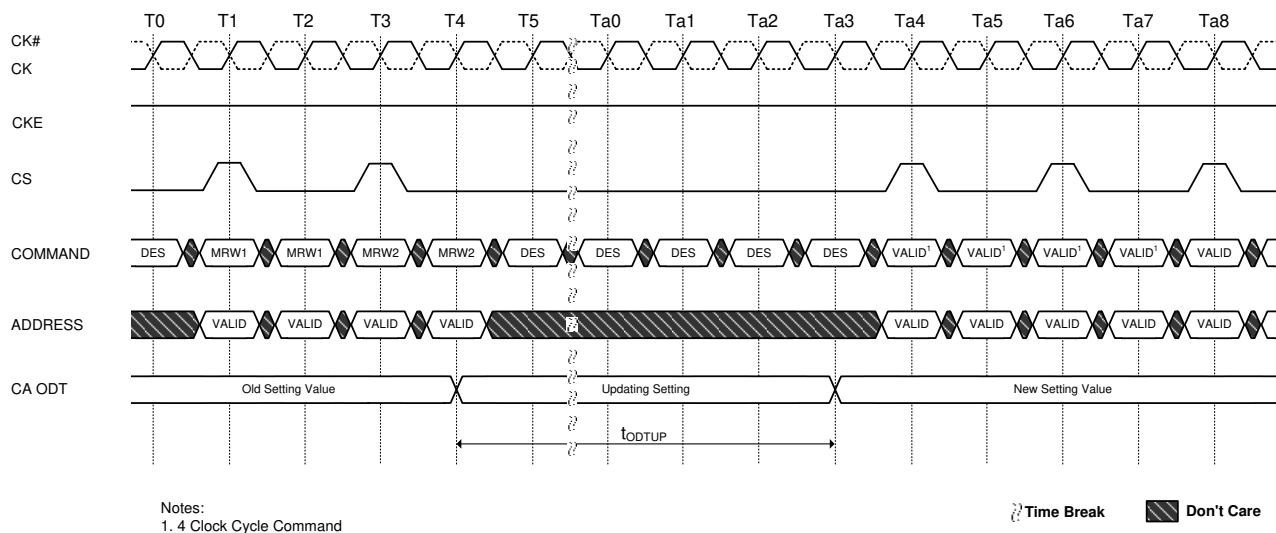 T0 T1 T2 T3 T4 T5 Ta0 Ta1 Ta2 Ta3 Ta4 Ta5 Ta6 Ta7 Ta8
CK#
CK
CKE
CS
COMMAND DES MRW1 MRW1 MRW2 MRW2 DES DES DES DES DES VALID¹ VALID¹ VALID¹ VALID¹ VALID
ADDRESS VALID VALID VALID VALID VALID VALID VALID VALID VALID
CA ODT Old Setting Value Updating Setting New Setting Value
tODTUP
Notes:
1. 4 Clock Cycle Command
Time Break Don't Care